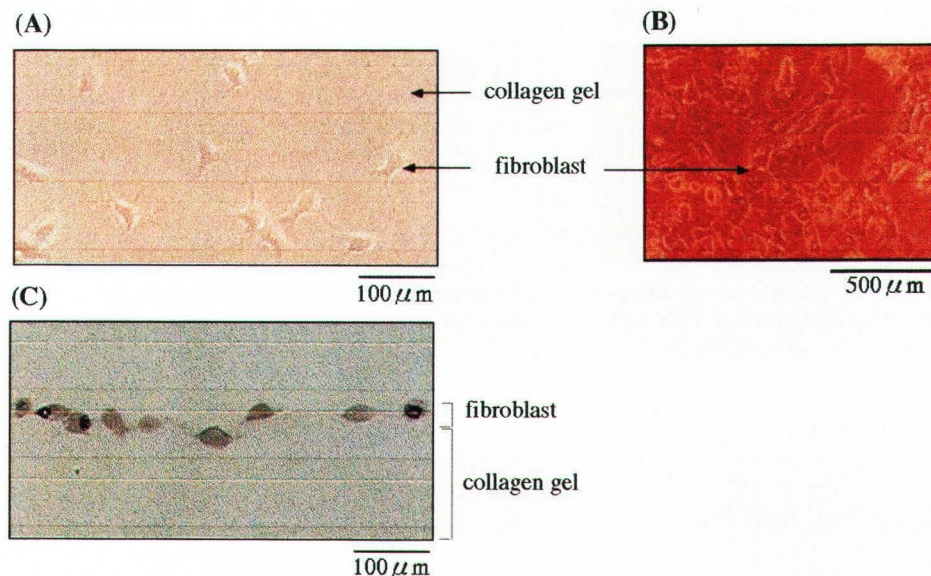 (A)
(B)
collagen gel
fibroblast
100 μm
500 μm
(C)
fibroblast
collagen gel
100 μm